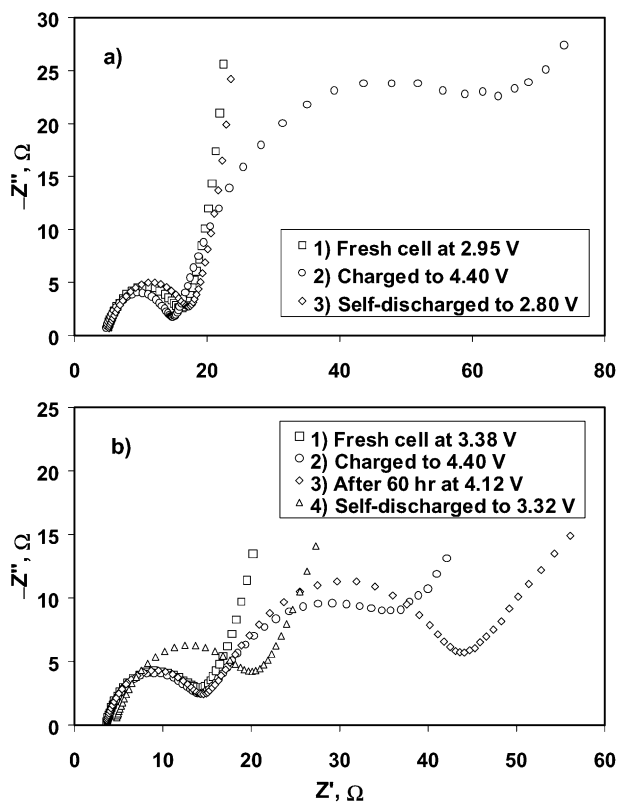 a)
−Z'', Ω
30
25
20
15
10
5
0
1) Fresh cell at 2.95 V
2) Charged to 4.40 V
3) Self-discharged to 2.80 V
0 20 40 60 80
b)
−Z'', Ω
25
20
15
10
5
0
1) Fresh cell at 3.38 V
2) Charged to 4.40 V
3) After 60 hr at 4.12 V
4) Self-discharged to 3.32 V
0 10 20 30 40 50 60
Z', Ω